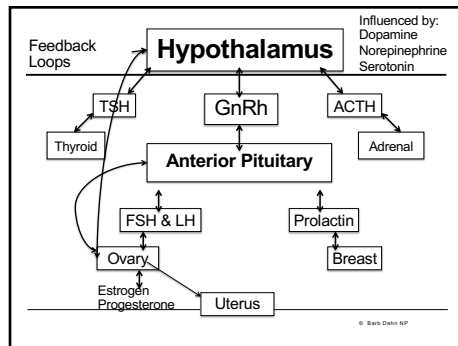 Feedback
Loops
Hypothalamus
Influenced by:
Dopamine
Norepinephrine
Serotonin
TSH
GnRh
ACTH
Thyroid
Adrenal
Anterior Pituitary
FSH & LH
Prolactin
Ovary
Breast
Estrogen
Progesterone
Uterus
© Barb Dehn NP